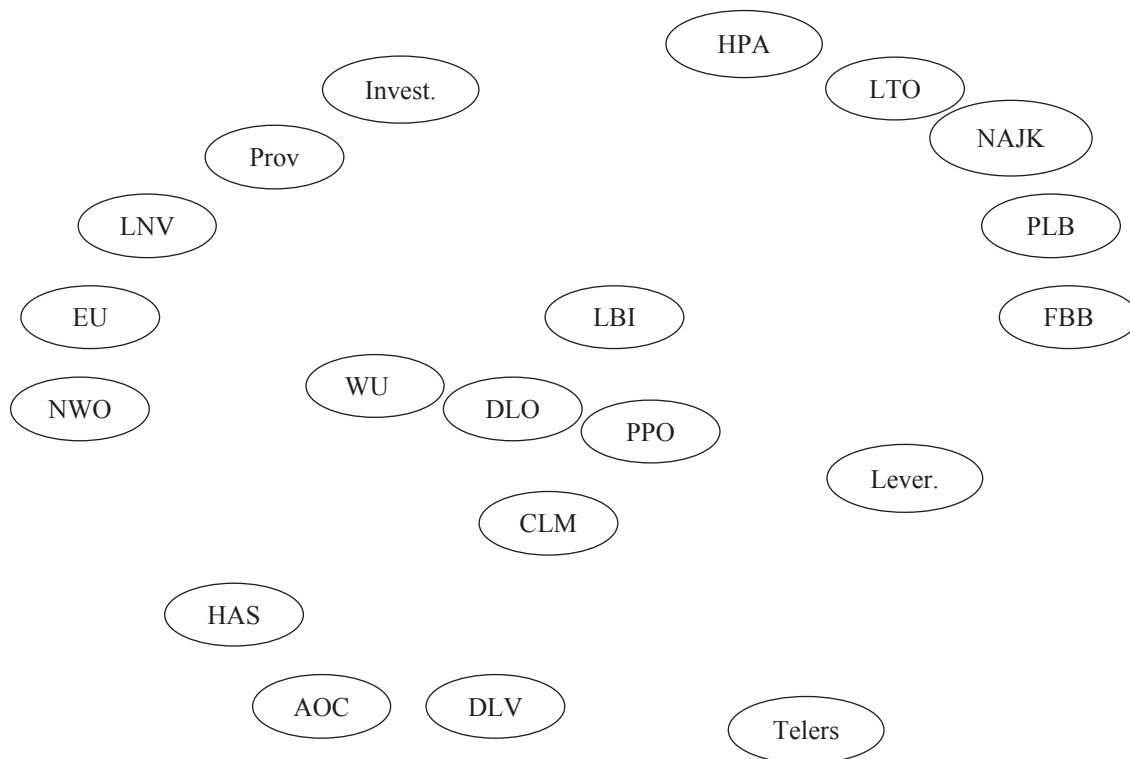 HPA
Invest.
LTO
NAJK
Prov
LNV
PLB
EU
LBI
FBB
WU
DLO
NWO
PPO
Lever.
CLM
HAS
AOC
DLV
Telers